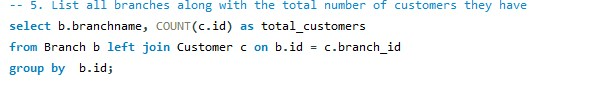 -- 5. List all branches along with the total number of customers they have
select b.branchname, COUNT(c.id) as total_customers
from Branch b left join Customer c on b.id = c.branch_id
group by  b.id;